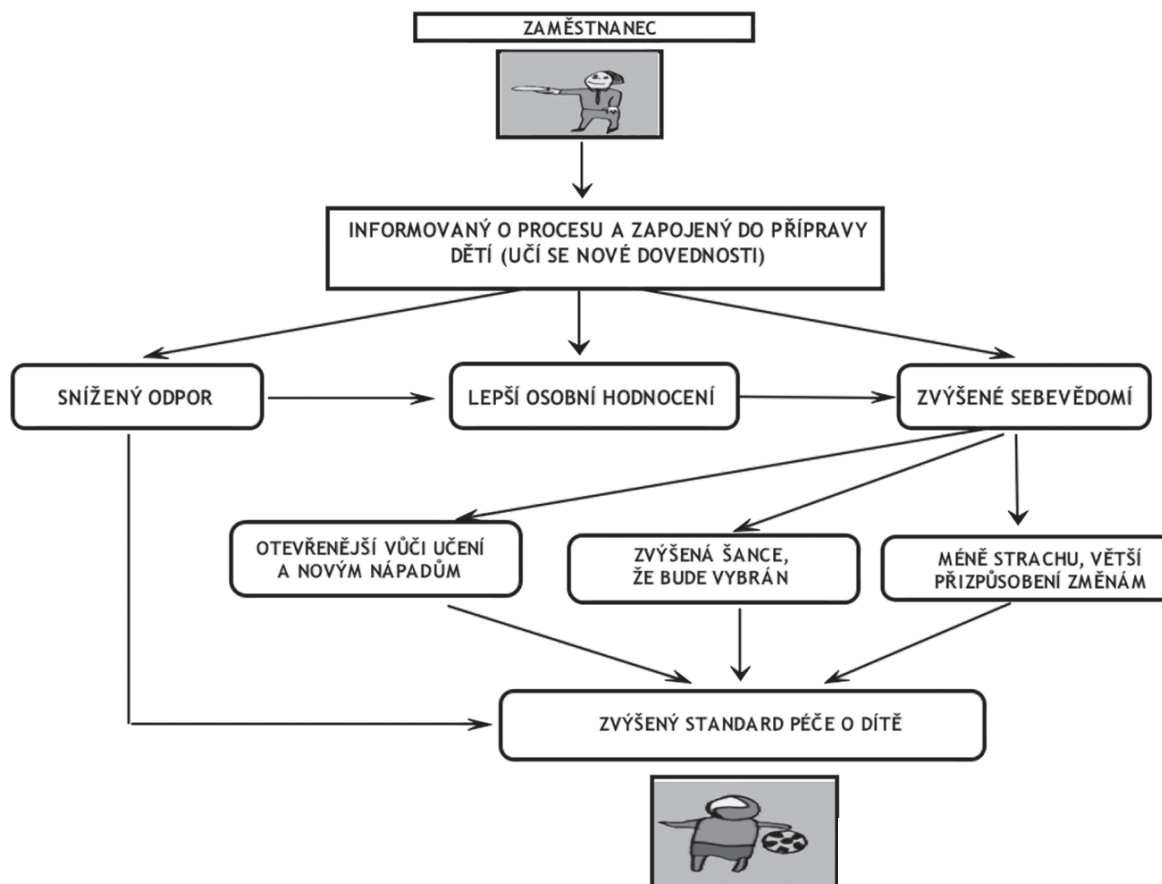 ZAMĚSTNANEC
INFORMOVANÝ O PROCESU A ZAPOJENÝ DO PŘÍPRAVY
DĚTÍ (UČÍ SE NOVÉ DOVEDNOSTI)
SNÍŽENÝ ODPOR
LEPŠÍ OSOBNÍ HODNOCENÍ
ZVÝŠENÉ SEBEVĚDOMÍ
OTEVŘENĚJŠÍ VŮČI UČENÍ
A NOVÝM NÁPADŮM
ZVÝŠENÁ ŠANCE,
ŽE BUDE VYBRÁN
MÉNĚ STRACHU, VĚTŠÍ
PŘIZPŮSOBENÍ ZMĚNÁM
ZVÝŠENÝ STANDARD PÉČE O DÍTĚ